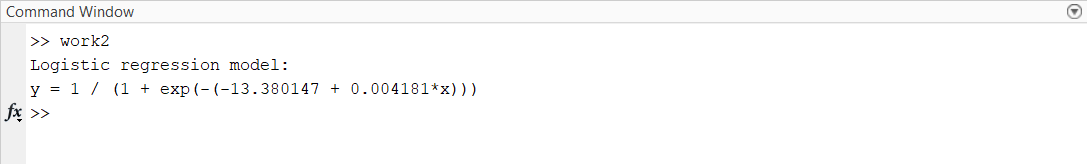 Command Window
>> work2
Logistic regression model:
y = 1 / (1 + exp(-(-13.380147 + 0.004181*x)))
fx >>